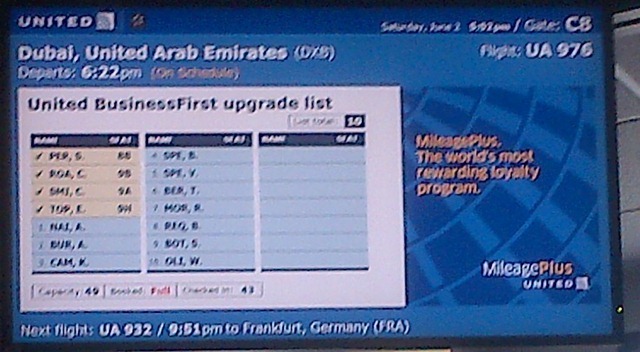 UNITED
Saturday, June 2 5:57pm / Gate: C8
Dubai, United Arab Emirates (DXB)
Flight: UA 976
Departs: 6:22pm (On Schedule)
United BusinessFirst upgrade list
List total: 10
NAME SEAT NAME SEAT NAME SEAT
✓ PER, S. 8B
✓ ROA, C. 9B
✓ SMI, C. 9A
✓ TOP, E. 9H
1. NAI, A.
2. BUR, A.
3. CAM, K.
4. SPE, B.
5. SPE, V.
6. BER, T.
7. MOR, R.
8. REQ, B.
9. BOT, S.
10. OLI, W.
Capacity: 49 Booked: Full Checked in: 43
MileagePlus.
The world's most
rewarding loyalty
program.
MileagePlus
UNITED
Next flight: UA 932 / 9:51pm to Frankfurt, Germany (FRA)